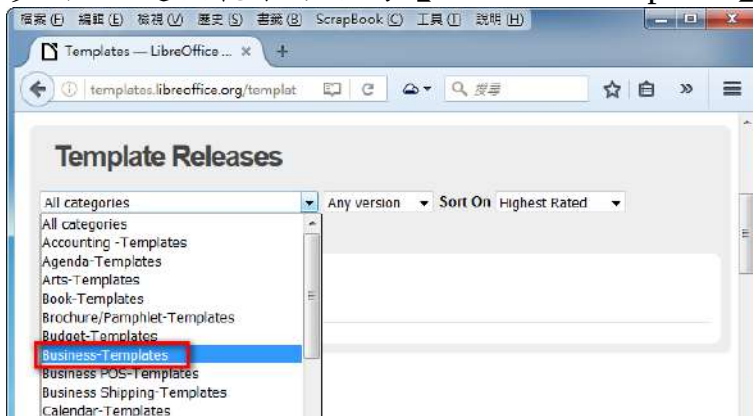 檔案(F) 編輯(E) 檢視(V) 歷史(S) 書籤(B) ScrapBook(C) 工具(T) 說明(H)
Templates — LibreOffice ... × +
templates.libreoffice.org/templat 搜尋
Template Releases
All categories Any version Sort On Highest Rated
All categories
Accounting -Templates
Agenda-Templates
Arts-Templates
Book-Templates
Brochure/Pamphlet-Templates
Budget-Templates
Business-Templates
Business POS-Templates
Business Shipping-Templates
Calendar-Templates